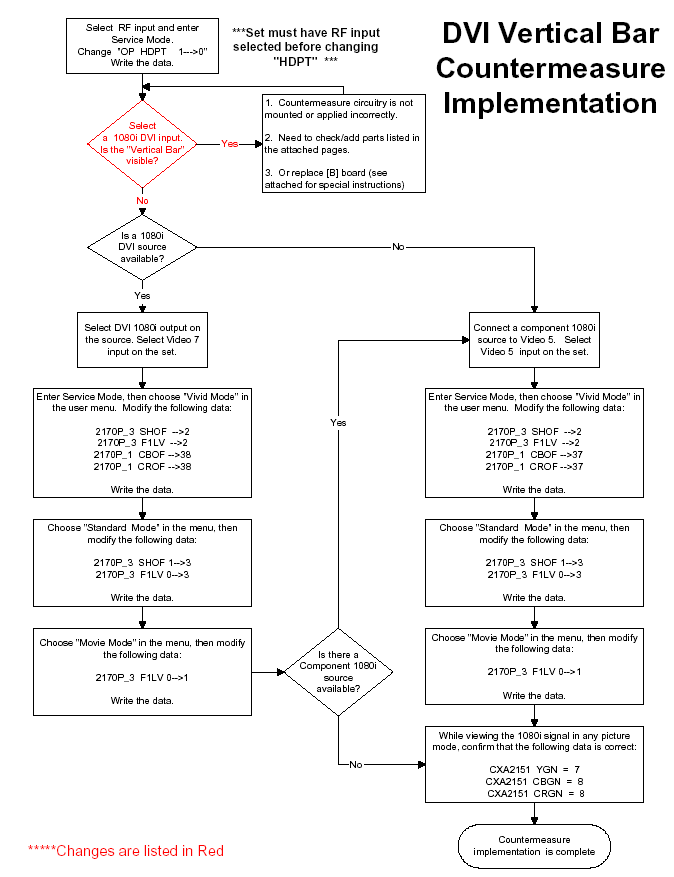 DVI Vertical Bar
Countermeasure
Implementation
Select RF input and enter
Service Mode.
Change "OP HDPT 1--->0"
Write the data.
***Set must have RF input
selected before changing
"HDPT" ***
Select
a 1080i DVI input.
Is the "Vertical Bar"
visible?
Yes
1. Countermeasure circuitry is not
mounted or applied incorrectly.
2. Need to check/add parts listed in
the attached pages.
3. Or replace [B] board (see
attached for special instructions)
No
Is a 1080i
DVI source
available?
No
Yes
Select DVI 1080i output on
the source. Select Video 7
input on the set.
Enter Service Mode, then choose "Vivid Mode" in
the user menu. Modify the following data:
2170P_3 SHOF -->2
2170P_3 F1LV -->2
2170P_1 CBOF -->38
2170P_1 CROF -->38
Write the data.
Choose "Standard Mode" in the menu, then
modify the following data:
2170P_3 SHOF 1-->3
2170P_3 F1LV 0-->3
Write the data.
Choose "Movie Mode" in the menu, then modify
the following data:
2170P_3 F1LV 0-->1
Write the data.
Is there a
Component 1080i
source
available?
Yes
No
Connect a component 1080i
source to Video 5. Select
Video 5 input on the set.
Enter Service Mode, then choose "Vivid Mode" in
the user menu. Modify the following data:
2170P_3 SHOF -->2
2170P_3 F1LV -->2
2170P_1 CBOF -->37
2170P_1 CROF -->37
Write the data.
Choose "Standard Mode" in the menu, then
modify the following data:
2170P_3 SHOF 1-->3
2170P_3 F1LV 0-->3
Write the data.
Choose "Movie Mode" in the menu, then modify
the following data:
2170P_3 F1LV 0-->1
Write the data.
While viewing the 1080i signal in any picture
mode, confirm that the following data is correct:
CXA2151 YGN = 7
CXA2151 CBGN = 8
CXA2151 CRGN = 8
Countermeasure
implementation is complete
*****Changes are listed in Red